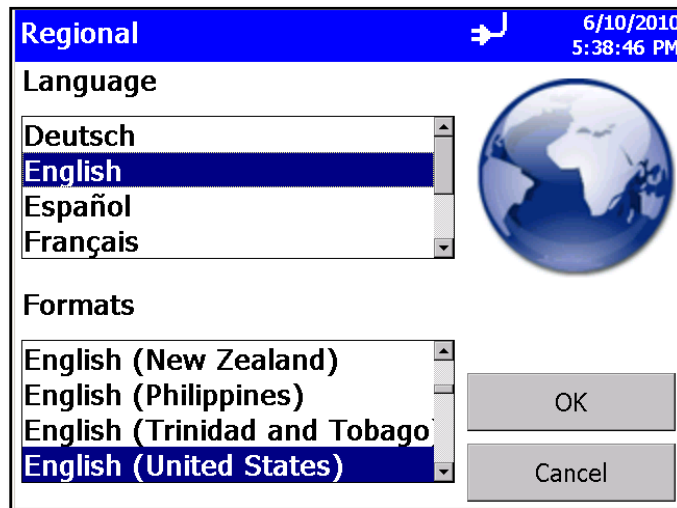 Regional
6/10/2010
5:38:46 PM
Language
Deutsch
English
Español
Français
Formats
English (New Zealand)
English (Philippines)
English (Trinidad and Tobago)
English (United States)
OK
Cancel